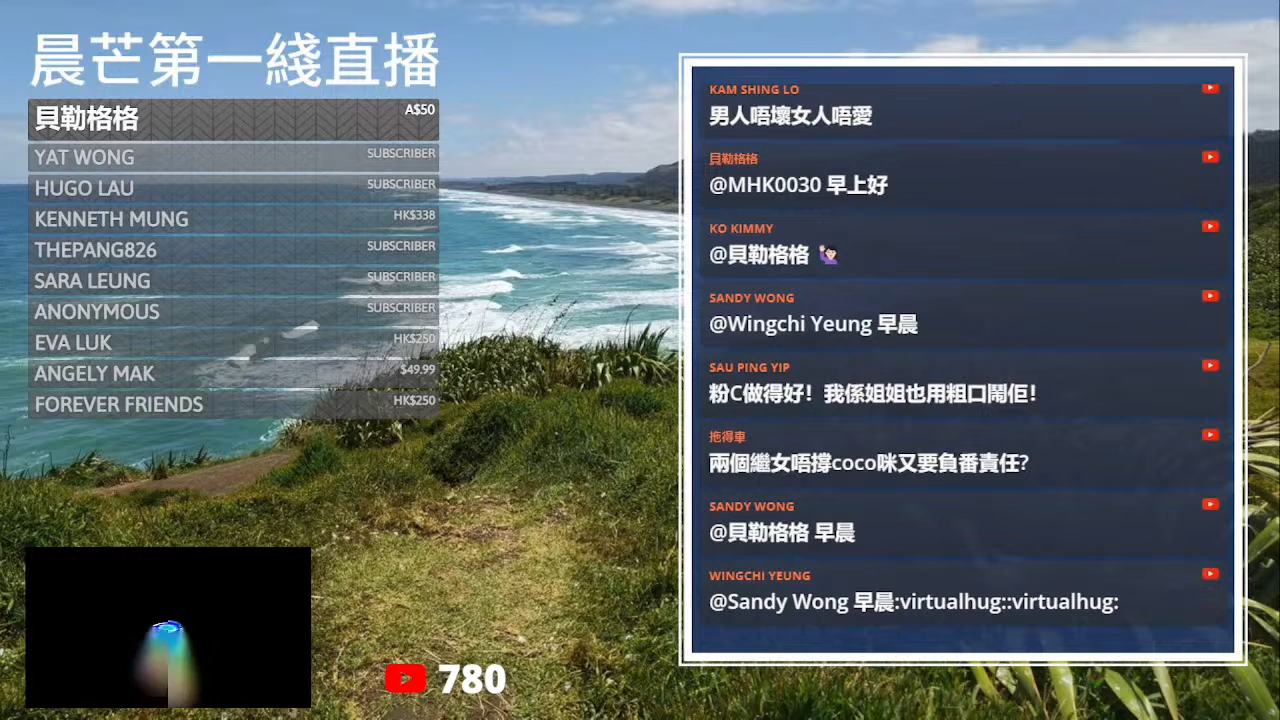 晨芒第一綫直播
貝勒格格 A$50
YAT WONG SUBSCRIBER
HUGO LAU SUBSCRIBER
KENNETH MUNG HK$338
THEPANG826 SUBSCRIBER
SARA LEUNG SUBSCRIBER
ANONYMOUS SUBSCRIBER
EVA LUK HK$250
ANGELY MAK $49.99
FOREVER FRIENDS HK$250
780
KAM SHING LO
男人唔壞女人唔愛
貝勒格格
@MHK0030 早上好
KO KIMMY
@貝勒格格 🙋🏻‍♀️
SANDY WONG
@Wingchi Yeung 早晨
SAU PING YIP
粉C做得好！我係姐姐也用粗口鬧佢！
拖得車
兩個繼女唔撐coco咪又要負番責任?
SANDY WONG
@貝勒格格 早晨
WINGCHI YEUNG
@Sandy Wong 早晨:virtualhug::virtualhug: